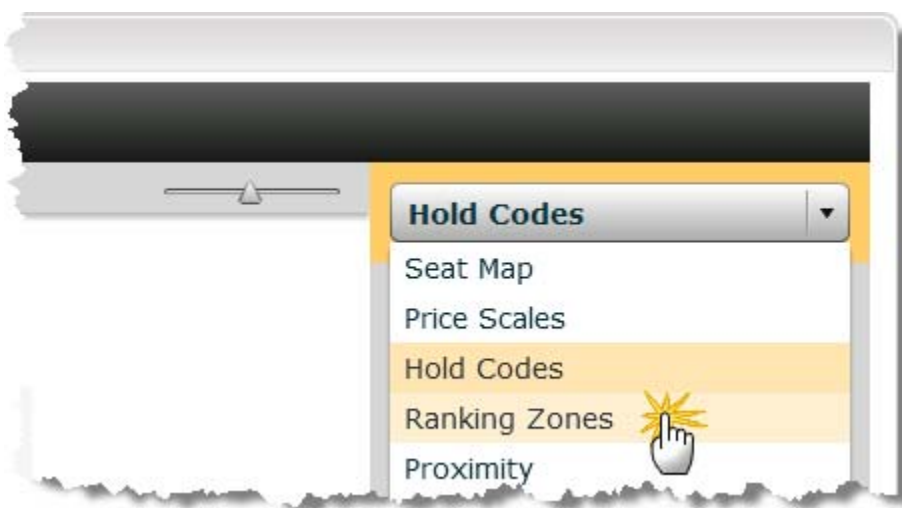 Hold Codes
Seat Map
Price Scales
Hold Codes
Ranking Zones
Proximity